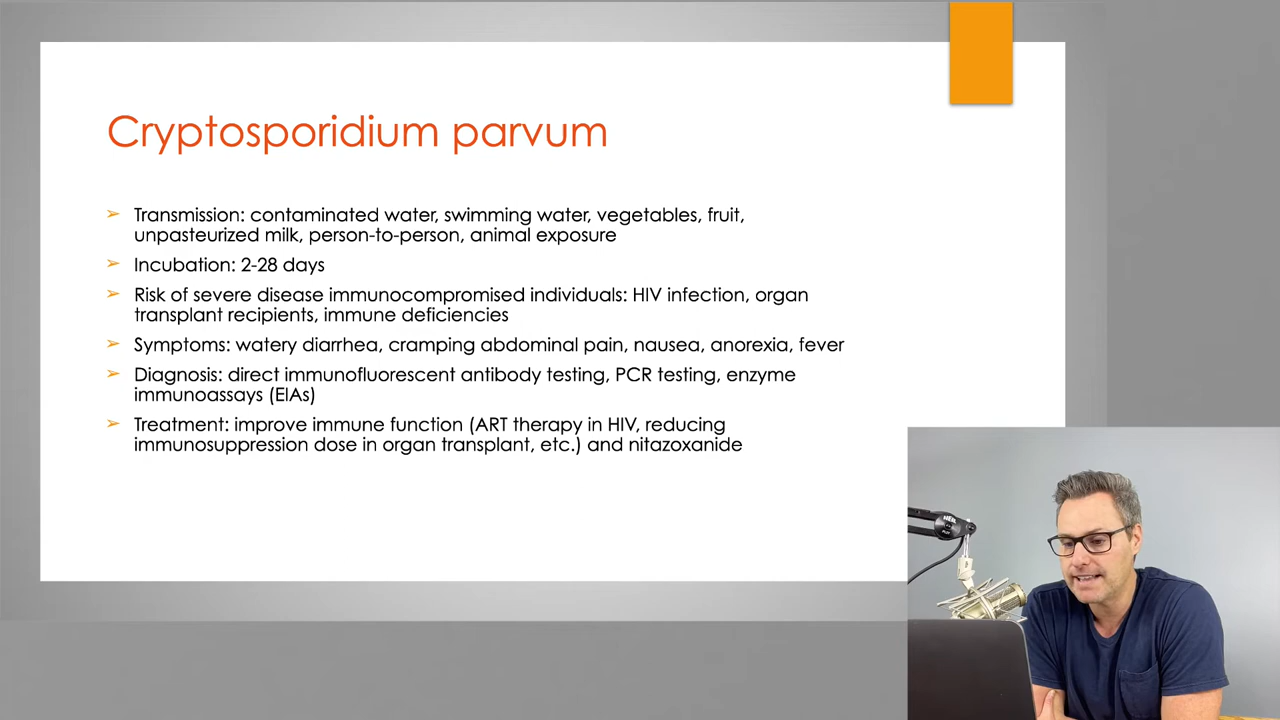 Cryptosporidium parvum
➢ Transmission: contaminated water, swimming water, vegetables, fruit,
unpasteurized milk, person-to-person, animal exposure
➢ Incubation: 2-28 days
➢ Risk of severe disease immunocompromised individuals: HIV infection, organ
transplant recipients, immune deficiencies
➢ Symptoms: watery diarrhea, cramping abdominal pain, nausea, anorexia, fever
➢ Diagnosis: direct immunofluorescent antibody testing, PCR testing, enzyme
immunoassays (EIAs)
➢ Treatment: improve immune function (ART therapy in HIV, reducing
immunosuppression dose in organ transplant, etc.) and nitazoxanide